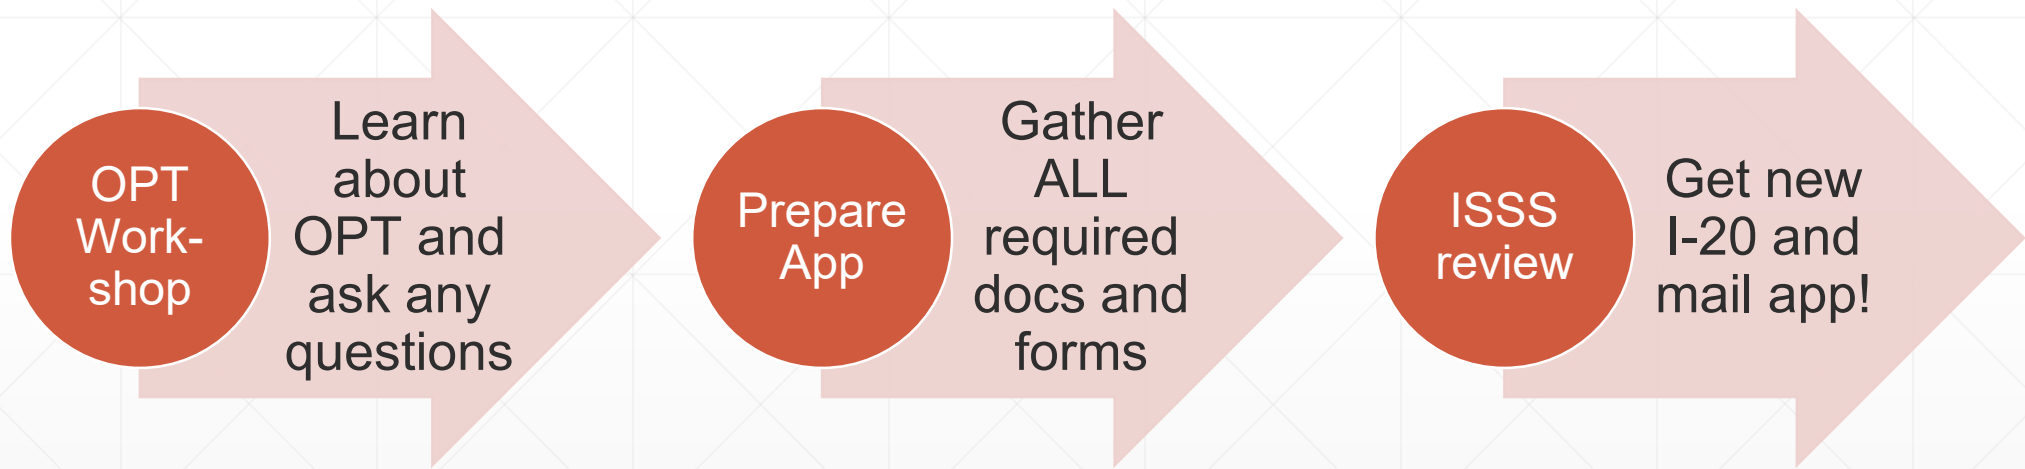 OPT
Work-
shop
Learn
about
OPT and
ask any
questions
Prepare
App
Gather
ALL
required
docs and
forms
ISSS
review
Get new
I-20 and
mail app!